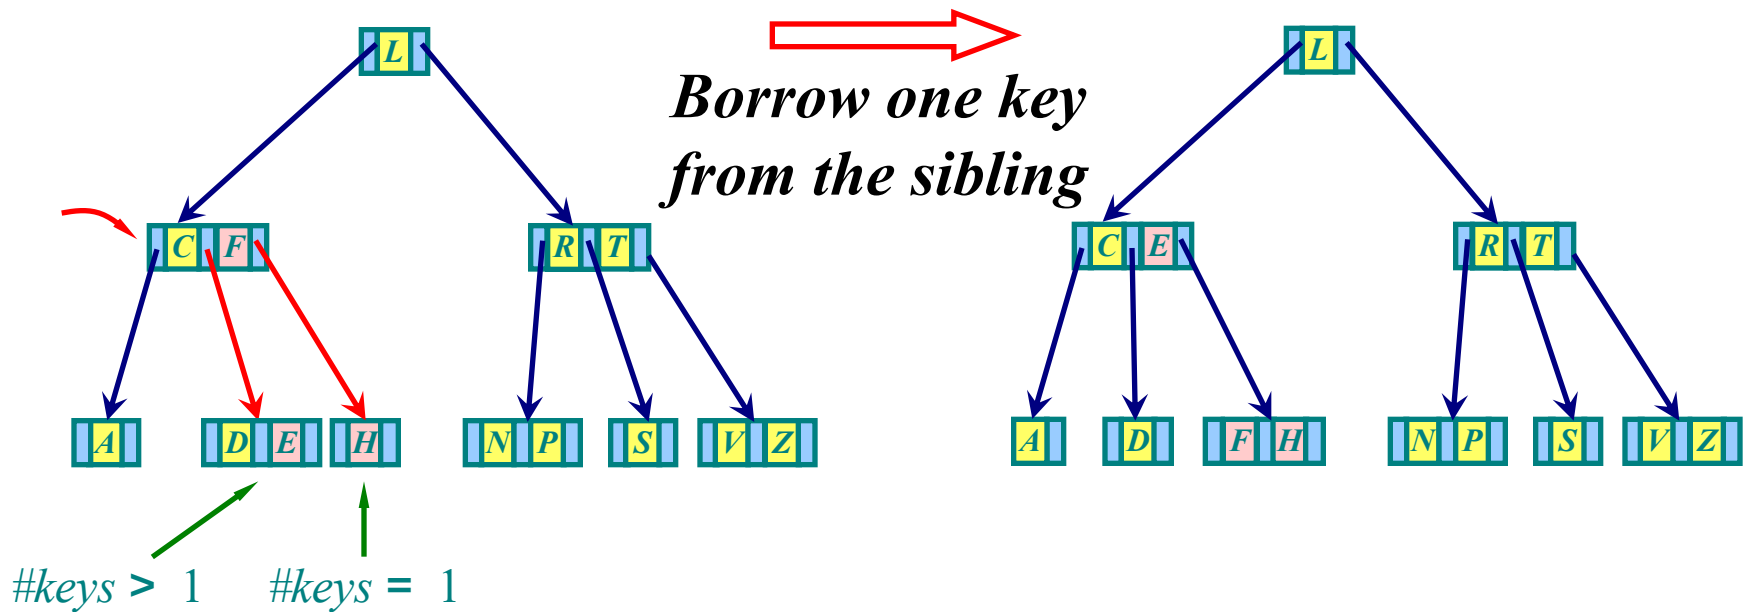 L
L
Borrow one key
from the sibling
C F
R T
C E
R T
A
D E
H
N P
S
V Z
A
D
F H
N P
S
V Z
#keys > 1
#keys = 1